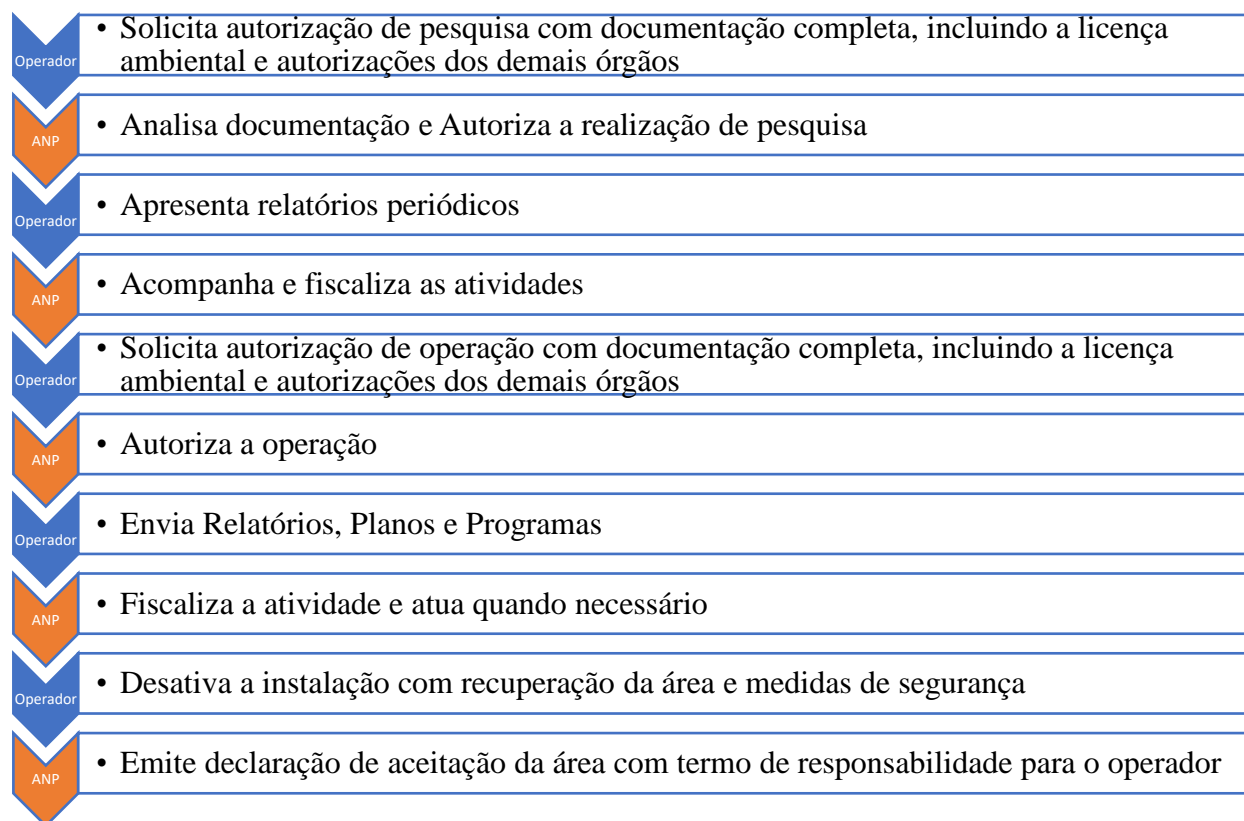 Operador
• Solicita autorização de pesquisa com documentação completa, incluindo a licença
ambiental e autorizações dos demais órgãos
ANP
• Analisa documentação e Autoriza a realização de pesquisa
Operador
• Apresenta relatórios periódicos
ANP
• Acompanha e fiscaliza as atividades
Operador
• Solicita autorização de operação com documentação completa, incluindo a licença
ambiental e autorizações dos demais órgãos
ANP
• Autoriza a operação
Operador
• Envia Relatórios, Planos e Programas
ANP
• Fiscaliza a atividade e atua quando necessário
Operador
• Desativa a instalação com recuperação da área e medidas de segurança
ANP
• Emite declaração de aceitação da área com termo de responsabilidade para o operador